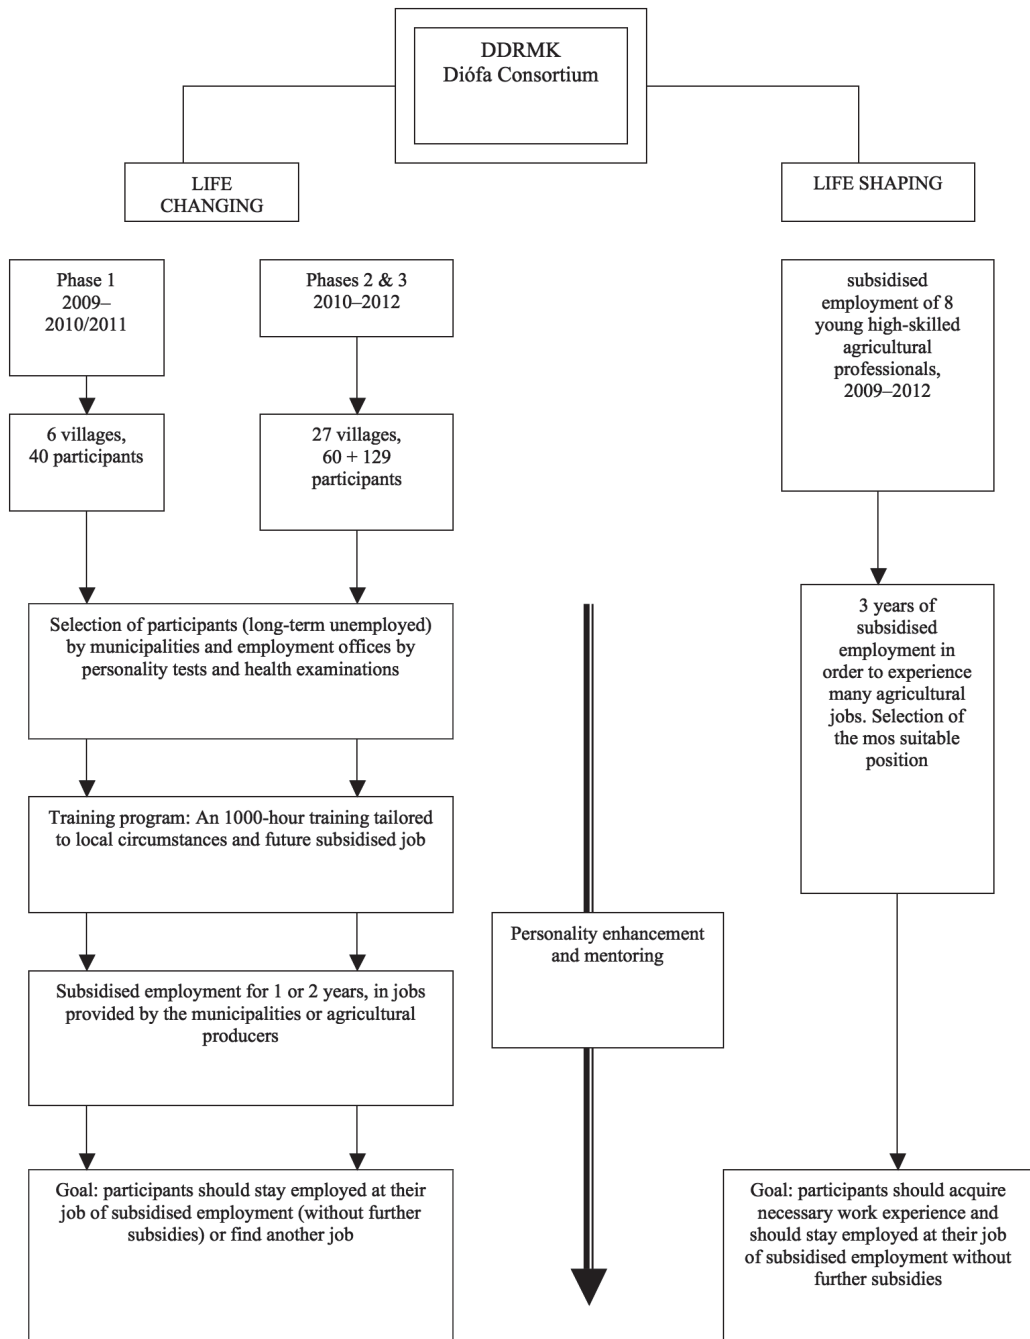 DDRMK
Diófa Consortium
LIFE
CHANGING
LIFE SHAPING
Phase 1
2009–
2010/2011
Phases 2 & 3
2010–2012
subsidised
employment of 8
young high-skilled
agricultural
professionals,
2009–2012
6 villages,
40 participants
27 villages,
60 + 129
participants
Selection of participants (long-term unemployed)
by municipalities and employment offices by
personality tests and health examinations
3 years of
subsidised
employment in
order to experience
many agricultural
jobs. Selection of
the mos suitable
position
Training program: An 1000-hour training tailored
to local circumstances and future subsidised job
Personality enhancement
and mentoring
Subsidised employment for 1 or 2 years, in jobs
provided by the municipalities or agricultural
producers
Goal: participants should stay employed at their
job of subsidised employment (without further
subsidies) or find another job
Goal: participants should acquire
necessary work experience and
should stay employed at their job
of subsidised employment without
further subsidies